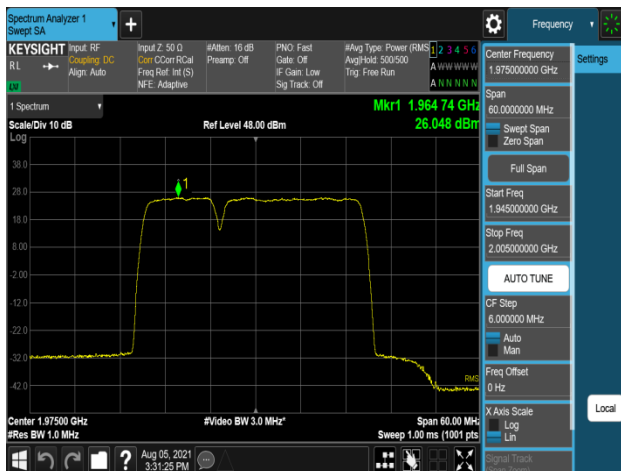 Spectrum Analyzer 1
Swept SA
+
Frequency
KEYSIGHT
RL
LXI
Input: RF
Coupling: DC
Align: Auto
Input Z: 50 Ω
Corr CCorr RCal
Freq Ref: Int (S)
NFE: Adaptive
#Atten: 16 dB
Preamp: Off
PNO: Fast
Gate: Off
IF Gain: Low
Sig Track: Off
#Avg Type: Power (RMS
Avg|Hold: 500/500
Trig: Free Run
1 2 3 4 5 6
A W W W W W
A N N N N N
1 Spectrum
Scale/Div 10 dB
Log
Ref Level 48.00 dBm
Mkr1 1.964 74 GHz
26.048 dBm
38.0
28.0
18.0
8.00
-2.00
-12.0
-22.0
-32.0
-42.0
1
RMS
Center 1.97500 GHz
#Res BW 1.0 MHz
#Video BW 3.0 MHz*
Span 60.00 MHz
Sweep 1.00 ms (1001 pts
?
Aug 05, 2021
3:31:25 PM
Center Frequency
1.975000000 GHz
Settings
Span
60.0000000 MHz
Swept Span
Zero Span
Full Span
Start Freq
1.945000000 GHz
Stop Freq
2.005000000 GHz
AUTO TUNE
CF Step
6.000000 MHz
Auto
Man
Freq Offset
0 Hz
X Axis Scale
Log
Lin
Local
Signal Track